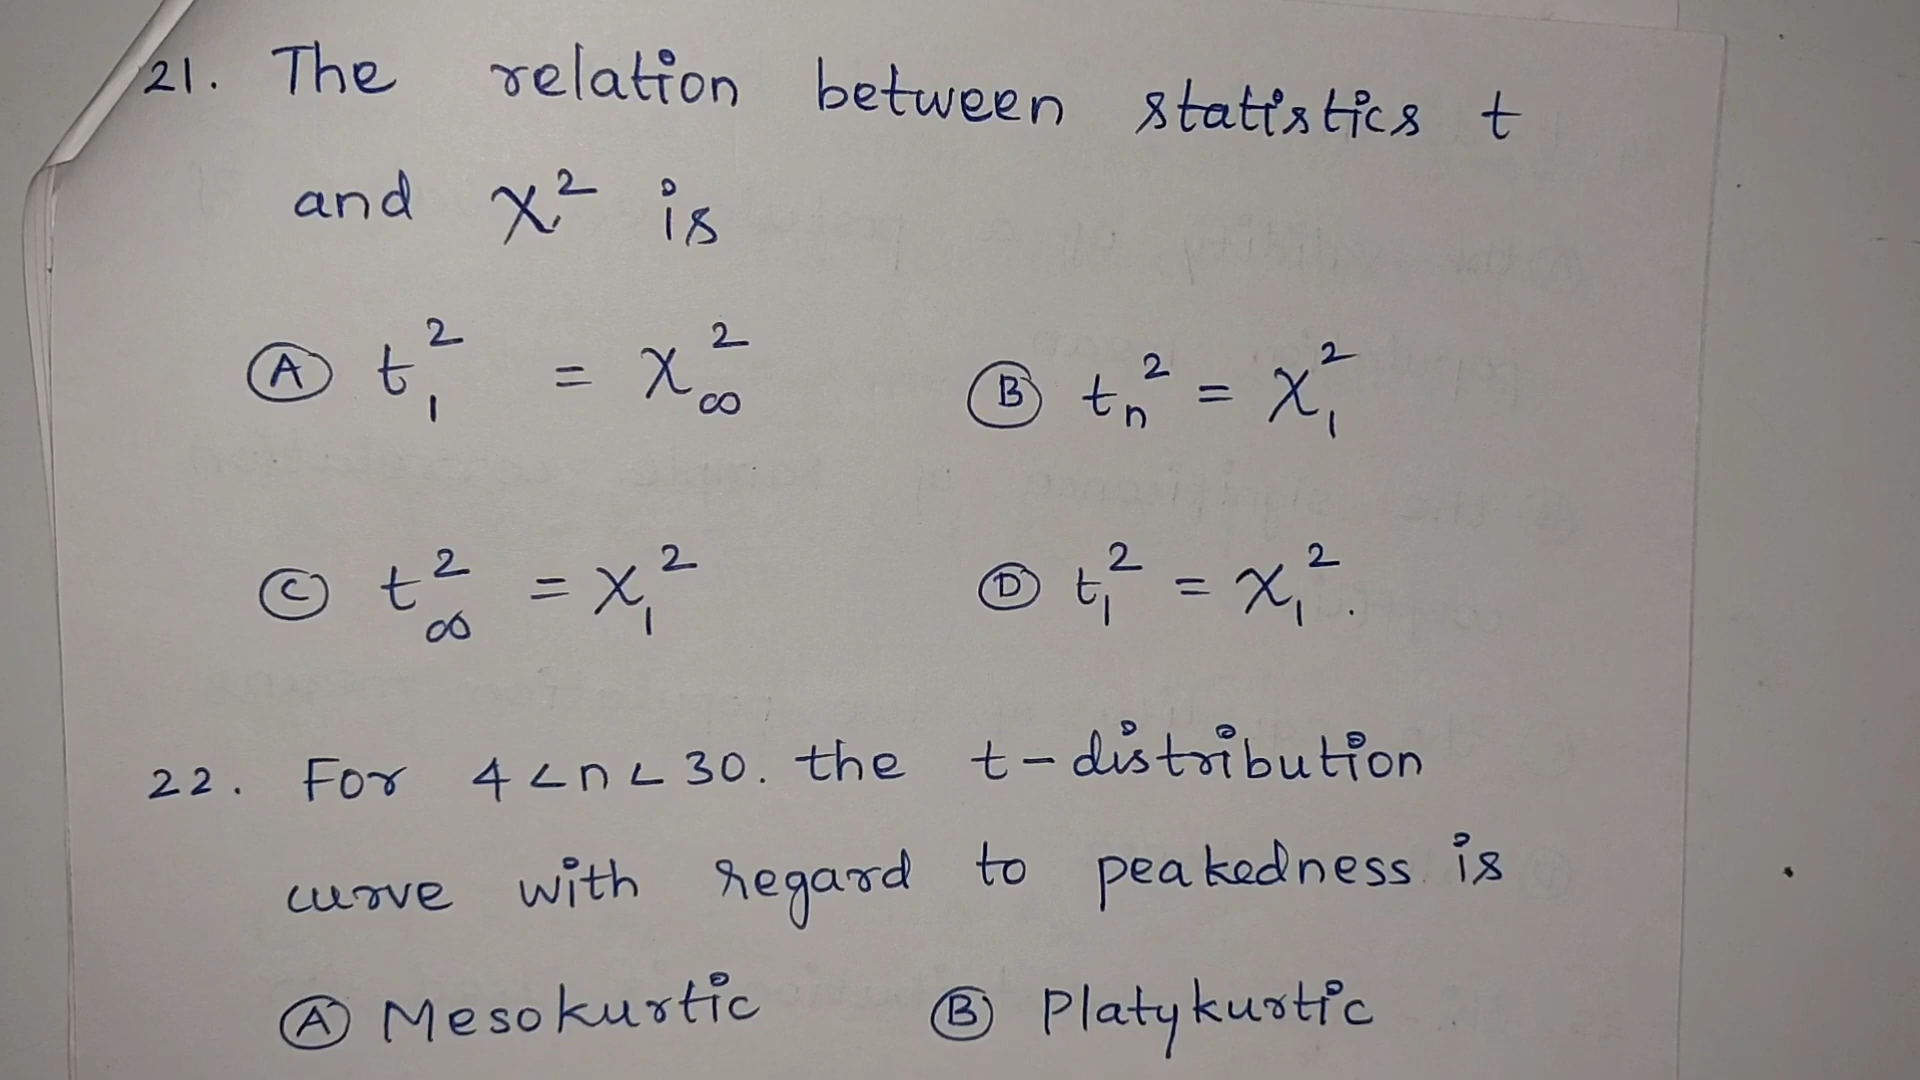 21. The relation between statistics t
and χ² is
(A) t₁² = χ∞²
(B) tₙ² = χ₁²
(C) t∞² = χ₁²
(D) t₁² = χ₁².
22. For 4<n<30. the t-distribution
curve with regard to peakedness is
(A) Mesokurtic
(B) Platykurtic